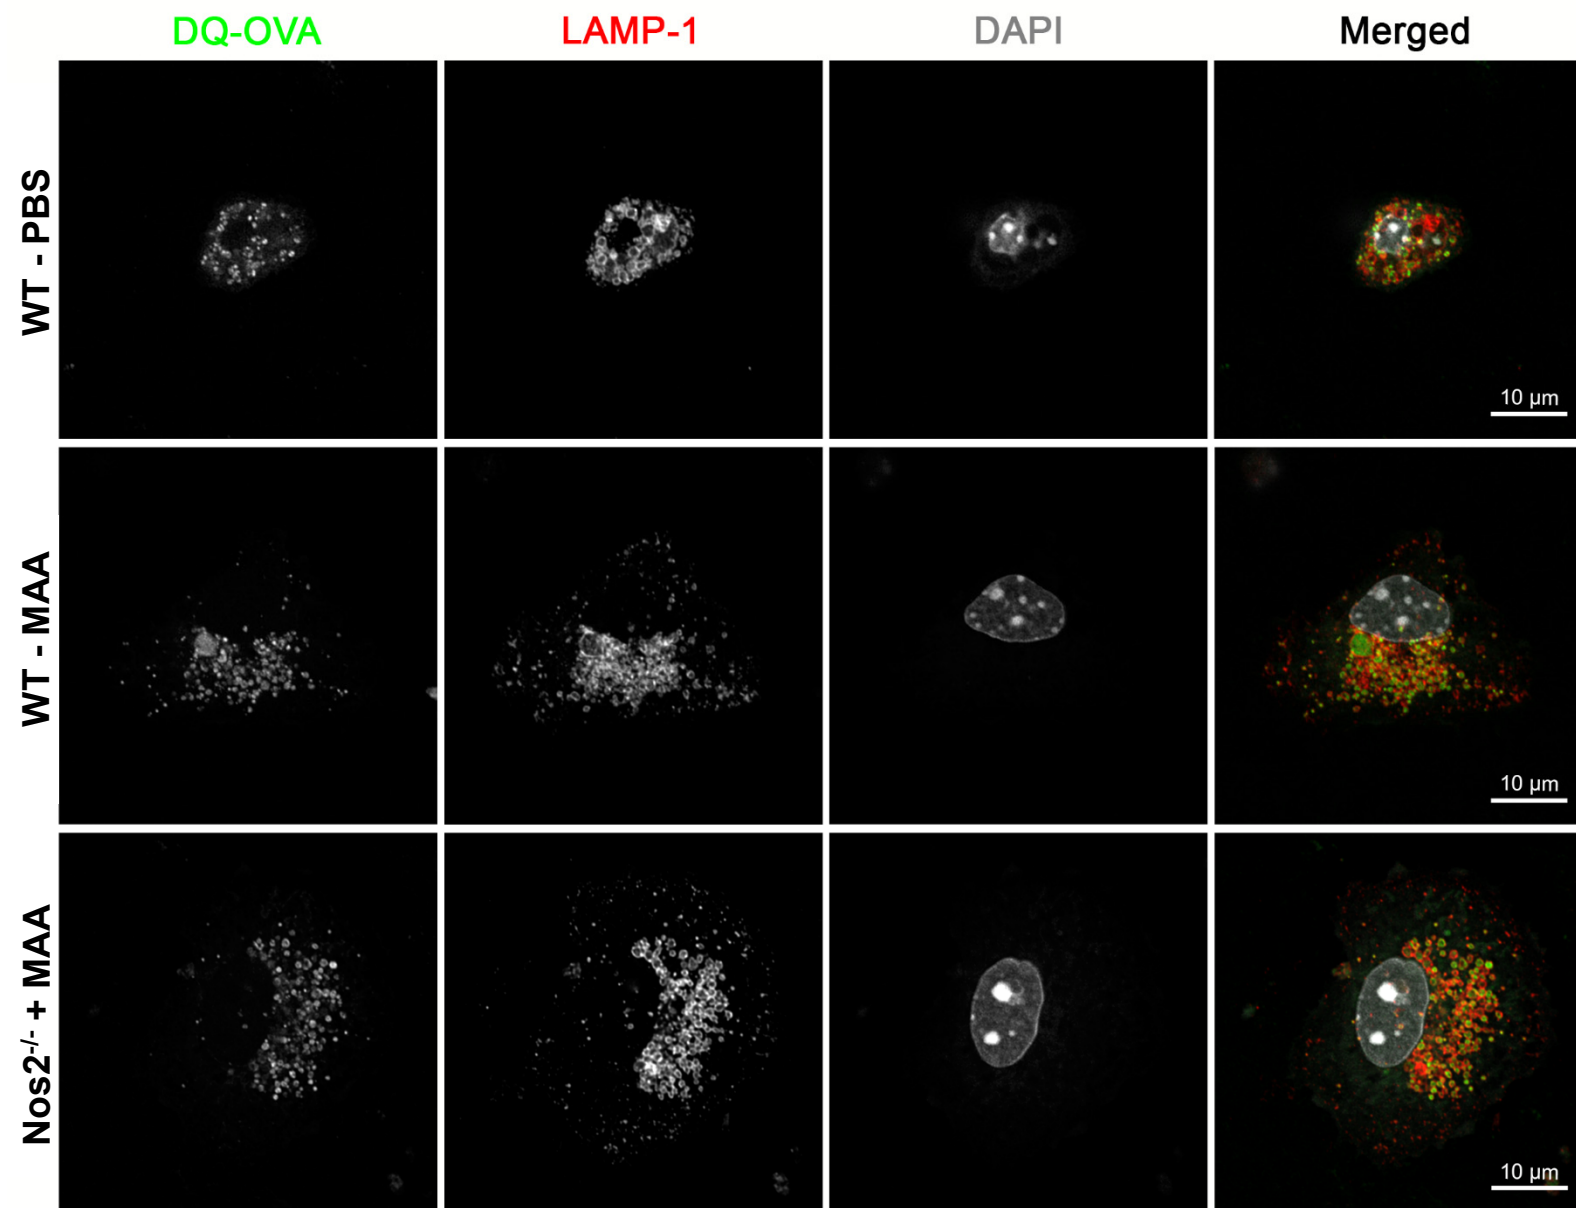 DQ-OVA LAMP-1 DAPI Merged
WT - PBS
10 µm
WT - MAA
10 µm
Nos2-/- + MAA
10 µm